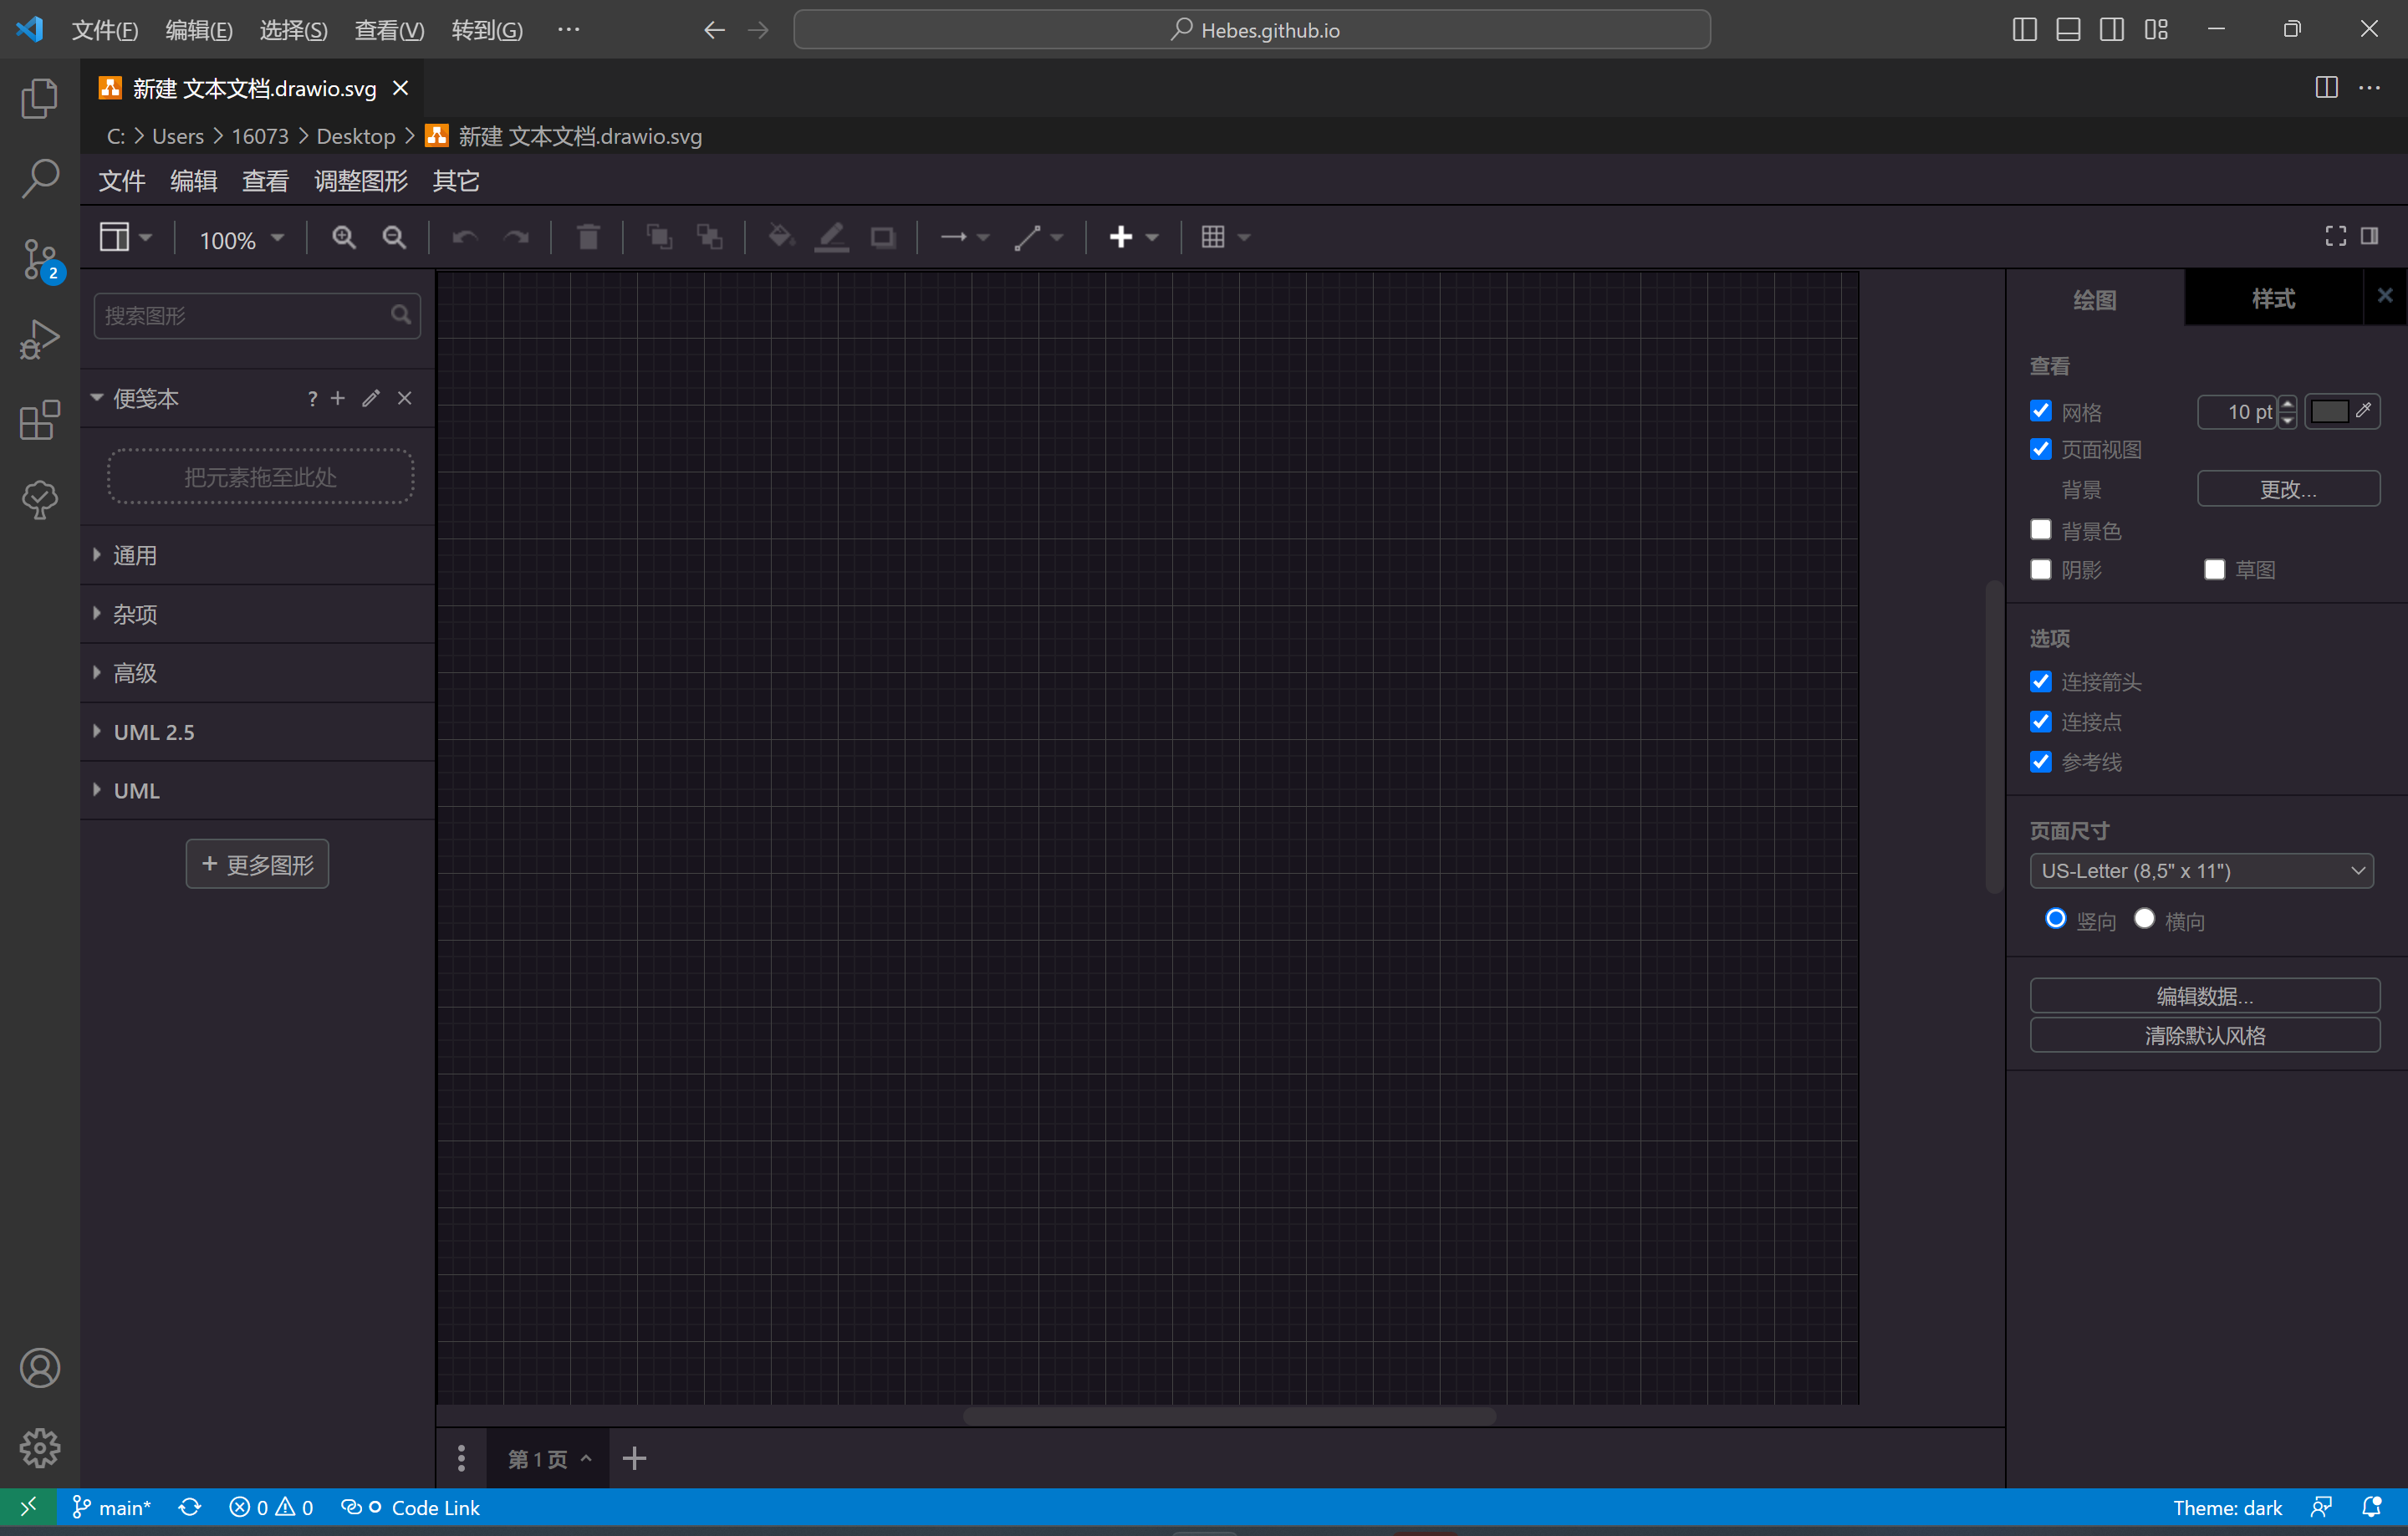 文件(F) 编辑(E) 选择(S) 查看(V) 转到(G) ··· Hebes.github.io
新建 文本文档.drawio.svg
C: > Users > 16073 > Desktop > 新建 文本文档.drawio.svg
文件 编辑 查看 调整图形 其它
100%
2
搜索图形
便笺本 ?
把元素拖至此处
通用
杂项
高级
UML 2.5
UML
+ 更多图形
绘图 样式
查看
网格 10 pt
页面视图
背景 更改...
背景色
阴影 草图
选项
连接箭头
连接点
参考线
页面尺寸
US-Letter (8,5" x 11")
竖向 横向
编辑数据...
清除默认风格
第 1 页
main* 0 0 Code Link Theme: dark